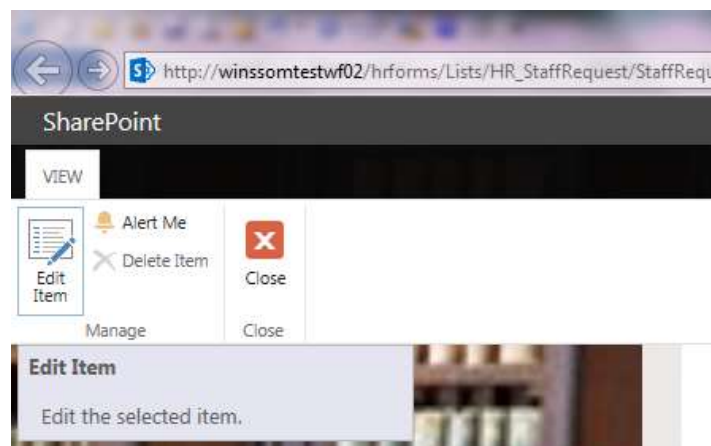 http://winssomtestwf02/hrforms/Lists/HR_StaffRequest/StaffRequ
SharePoint
VIEW
Edit
Item
Alert Me
Delete Item
Close
Manage
Close
Edit Item
Edit the selected item.